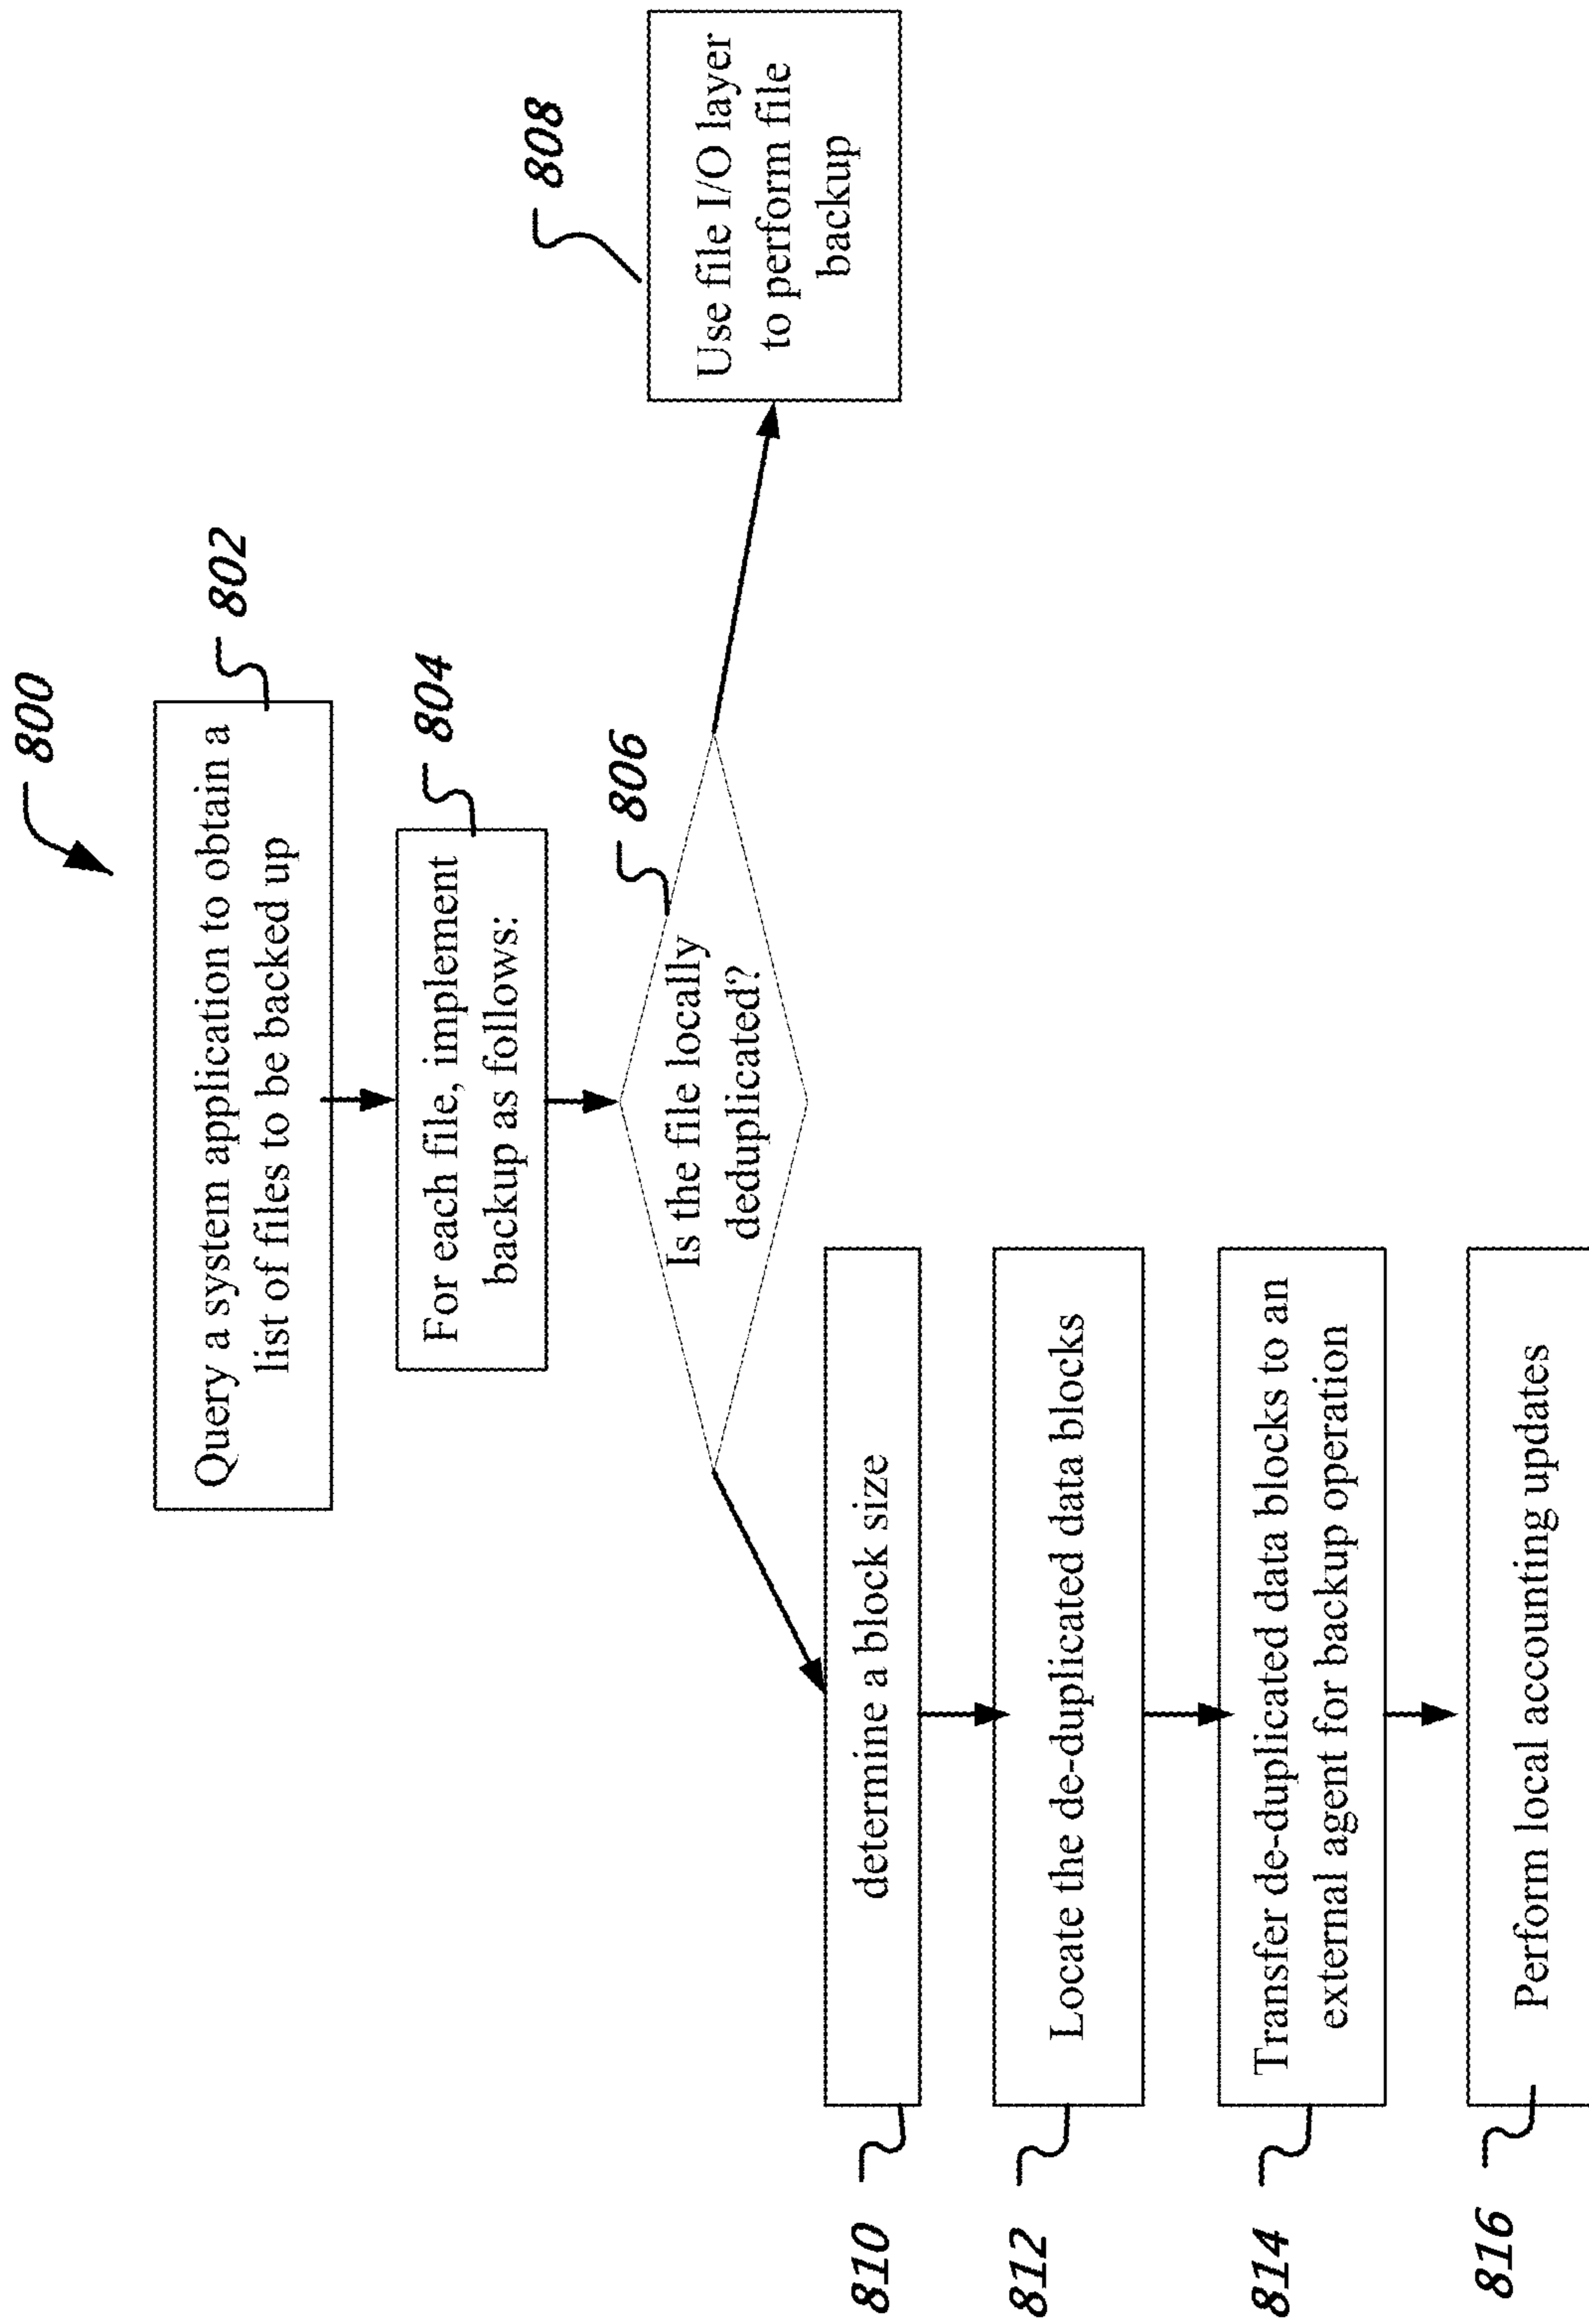 800
Query a system application to obtain a
list of files to be backed up
802
For each file, implement
backup as follows:
804
Is the file locally
deduplicated?
806
Use file I/O layer
to perform file
backup
808
determine a block size
810
Locate the de-duplicated data blocks
812
Transfer de-duplicated data blocks to an
external agent for backup operation
814
Perform local accounting updates
816